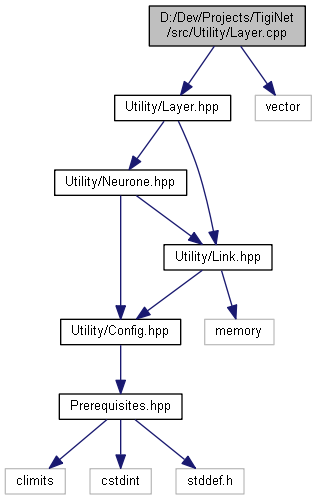 D:/Dev/Projects/TigiNet
/src/Utility/Layer.cpp
Utility/Layer.hpp
vector
Utility/Neurone.hpp
Utility/Link.hpp
Utility/Config.hpp
memory
Prerequisites.hpp
climits
cstdint
stddef.h